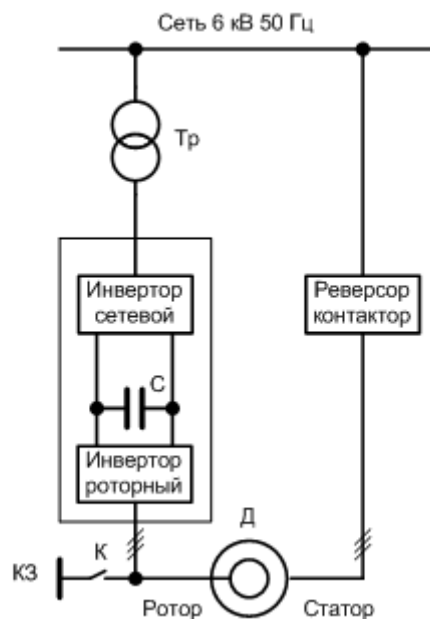 Сеть 6 кВ 50 Гц
Тр
Инвертор
сетевой
Реверсор
контактор
С
Инвертор
роторный
Д
К
КЗ
Ротор
Статор